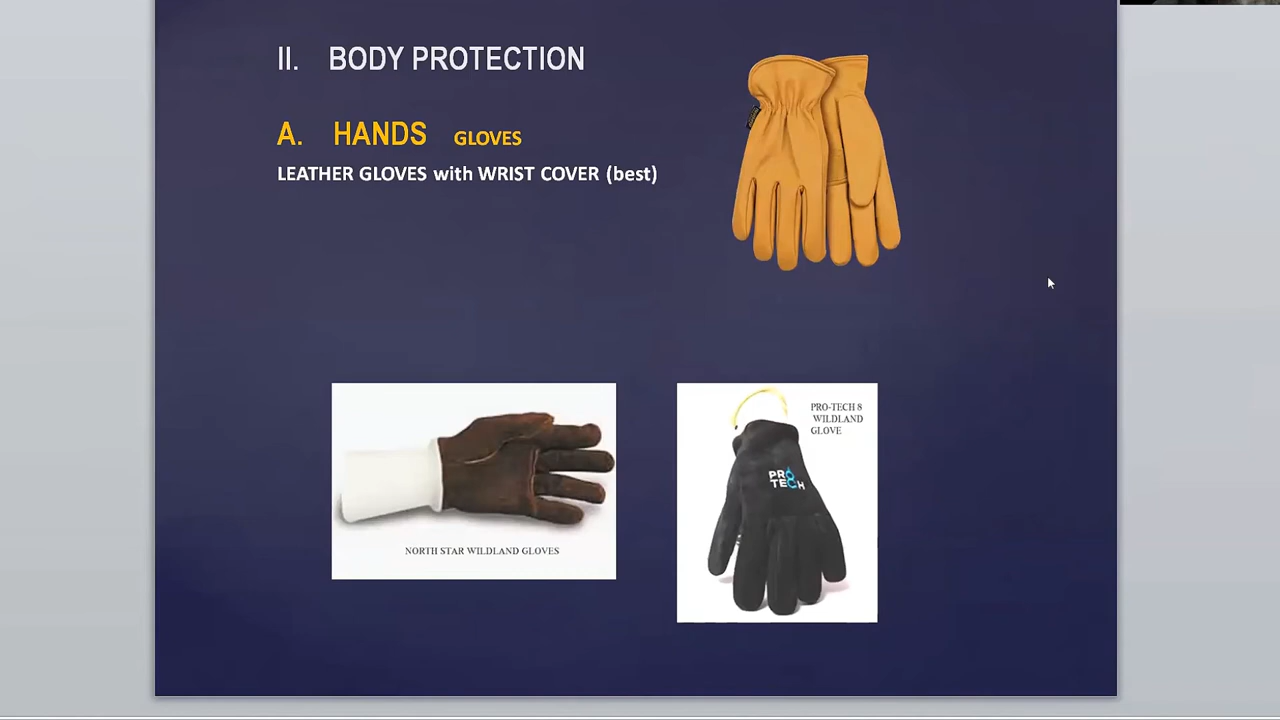 II. BODY PROTECTION
A. HANDS GLOVES
LEATHER GLOVES with WRIST COVER (best)
NORTH STAR WILDLAND GLOVES
PRO-TECH 8
WILDLAND
GLOVE
PRO
TECH